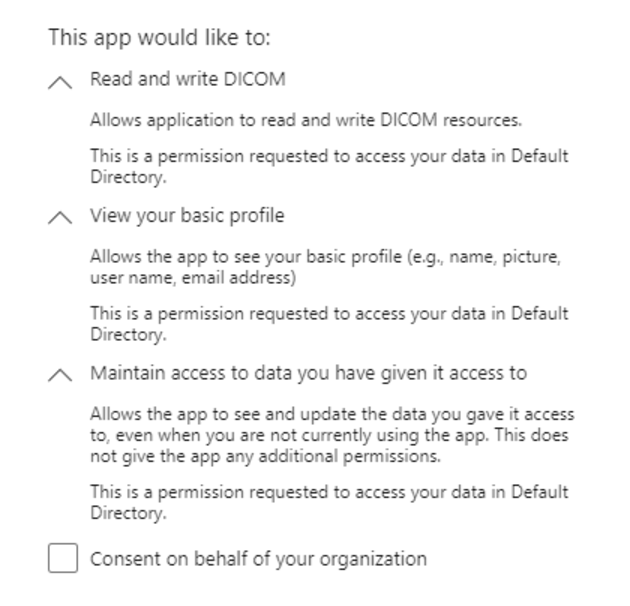 This app would like to:
Read and write DICOM
Allows application to read and write DICOM resources.
This is a permission requested to access your data in Default
Directory.
View your basic profile
Allows the app to see your basic profile (e.g., name, picture,
user name, email address)
This is a permission requested to access your data in Default
Directory.
Maintain access to data you have given it access to
Allows the app to see and update the data you gave it access
to, even when you are not currently using the app. This does
not give the app any additional permissions.
This is a permission requested to access your data in Default
Directory.
Consent on behalf of your organization